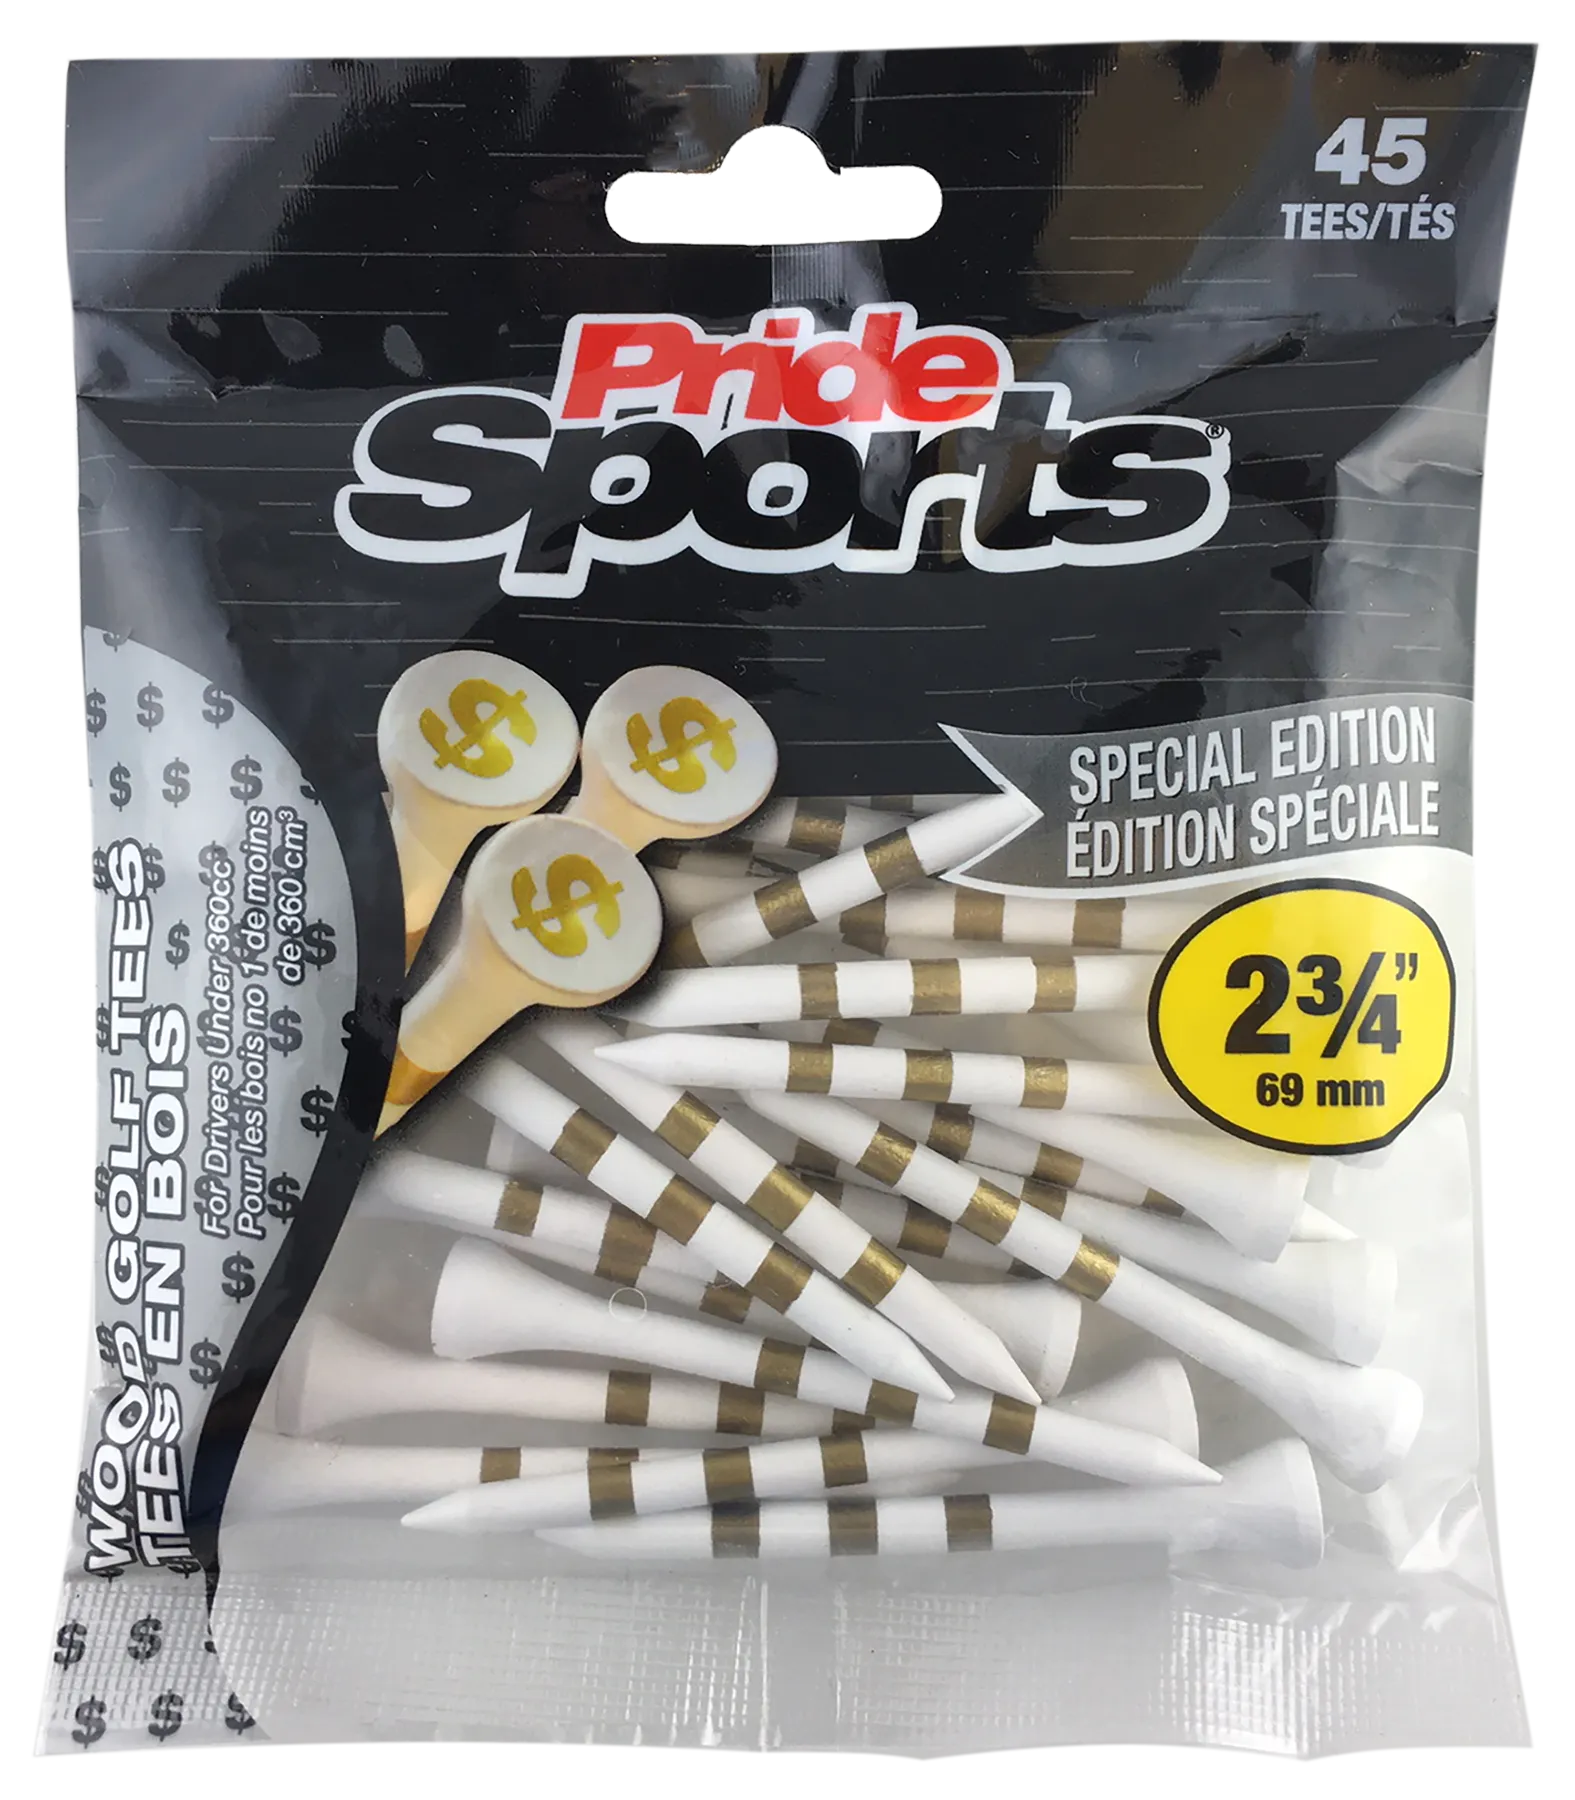 45
TEES/TÉS
Pride
Sports®
SPECIAL EDITION
ÉDITION SPÉCIALE
2¾”
69 mm
WOOD GOLF TEES
TEES EN BOIS
For Drivers Under 360cc³
Pour les bois no 1 de moins
de 360 cm³